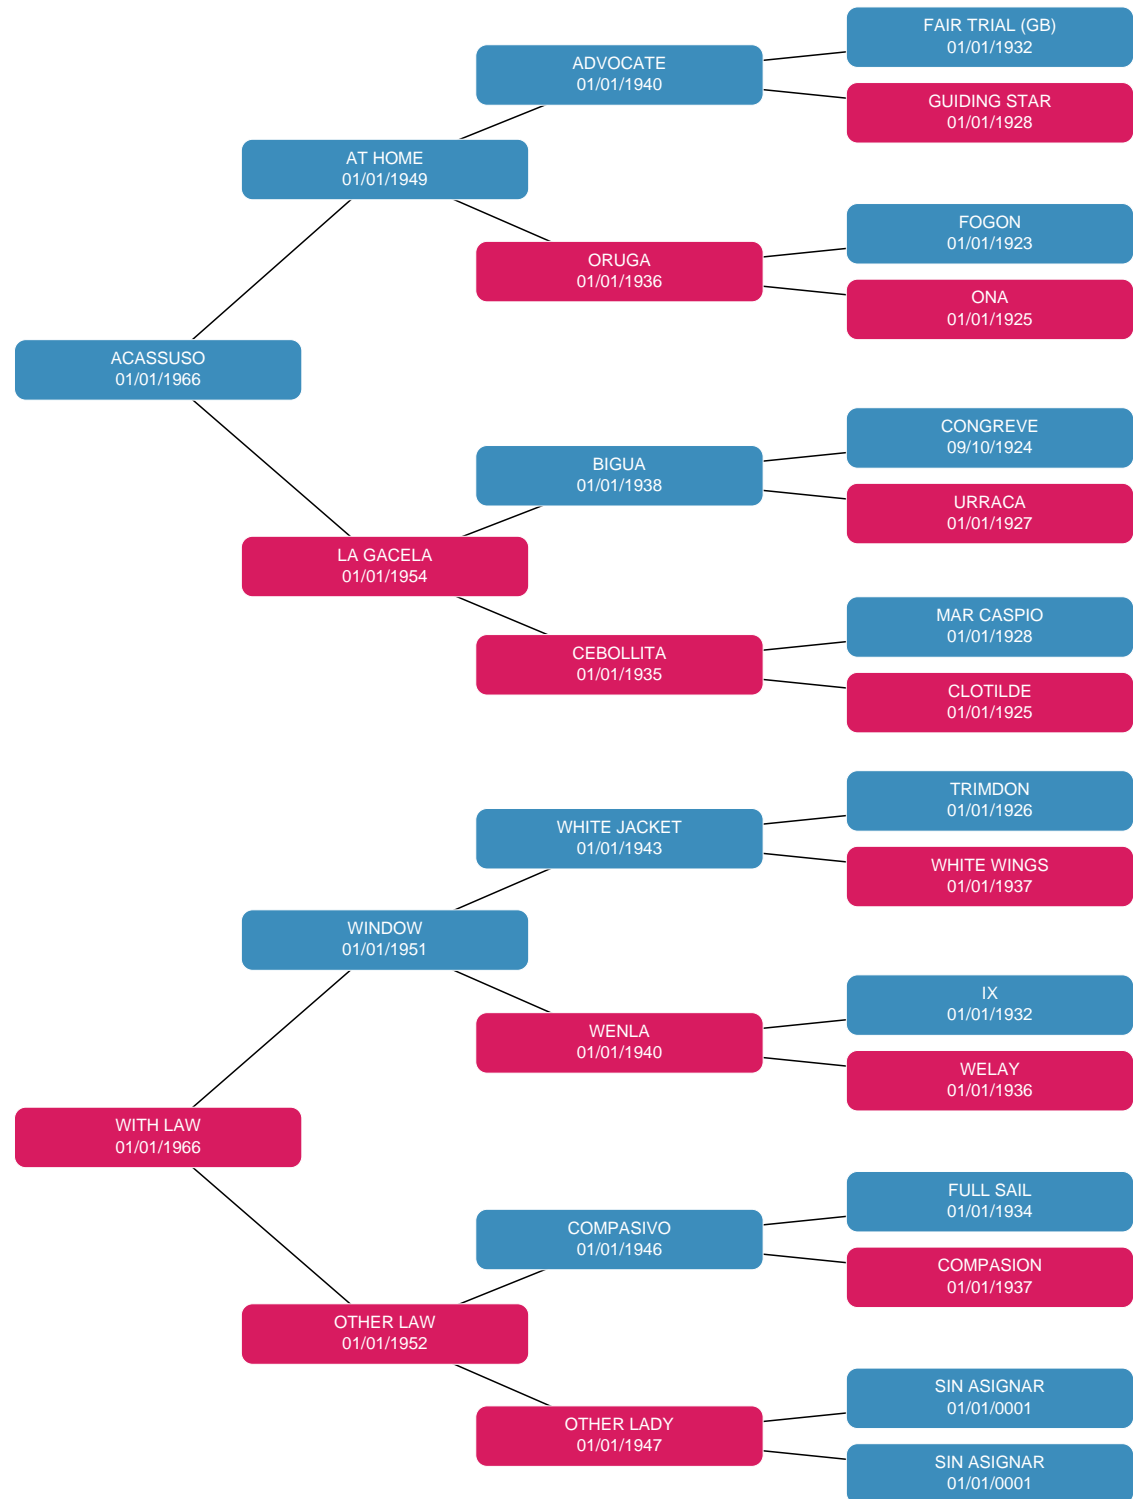 FAIR TRIAL (GB)
01/01/1932
ADVOCATE
01/01/1940
GUIDING STAR
01/01/1928
AT HOME
01/01/1949
FOGON
01/01/1923
ORUGA
01/01/1936
ONA
01/01/1925
ACASSUSO
01/01/1966
CONGREVE
09/10/1924
BIGUA
01/01/1938
URRACA
01/01/1927
LA GACELA
01/01/1954
MAR CASPIO
01/01/1928
CEBOLLITA
01/01/1935
CLOTILDE
01/01/1925
TRIMDON
01/01/1926
WHITE JACKET
01/01/1943
WHITE WINGS
01/01/1937
WINDOW
01/01/1951
IX
01/01/1932
WENLA
01/01/1940
WELAY
01/01/1936
WITH LAW
01/01/1966
FULL SAIL
01/01/1934
COMPASIVO
01/01/1946
COMPASION
01/01/1937
OTHER LAW
01/01/1952
SIN ASIGNAR
01/01/0001
OTHER LADY
01/01/1947
SIN ASIGNAR
01/01/0001